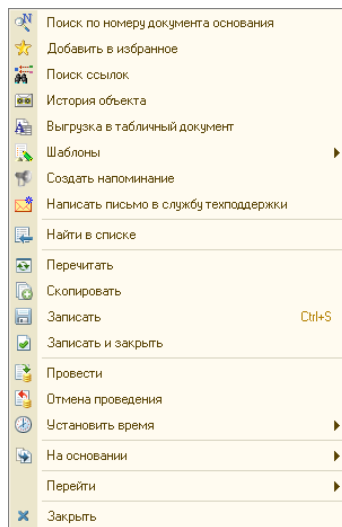 Поиск по номеру документа основания
Добавить в избранное
Поиск ссылок
История объекта
Выгрузка в табличный документ
Шаблоны
Создать напоминание
Написать письмо в службу техподдержки
Найти в списке
Перечитать
Скопировать
Записать Ctrl+S
Записать и закрыть
Провести
Отмена проведения
Установить время
На основании
Перейти
Закрыть